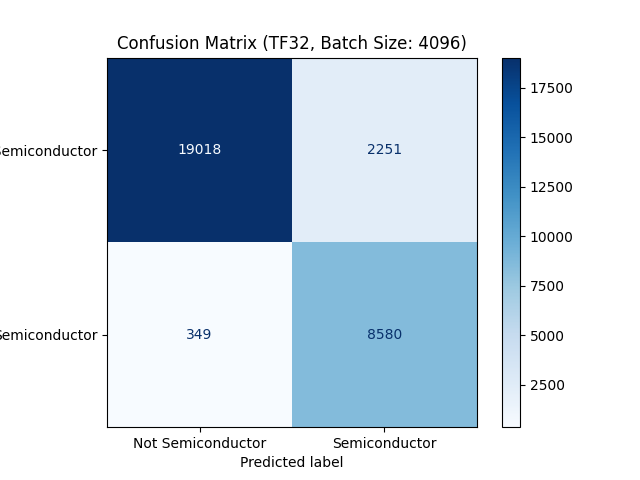 Confusion Matrix (TF32, Batch Size: 4096)
19018 2251
349 8580
emiconductor
emiconductor
Not Semiconductor Semiconductor
Predicted label
17500
15000
12500
10000
7500
5000
2500